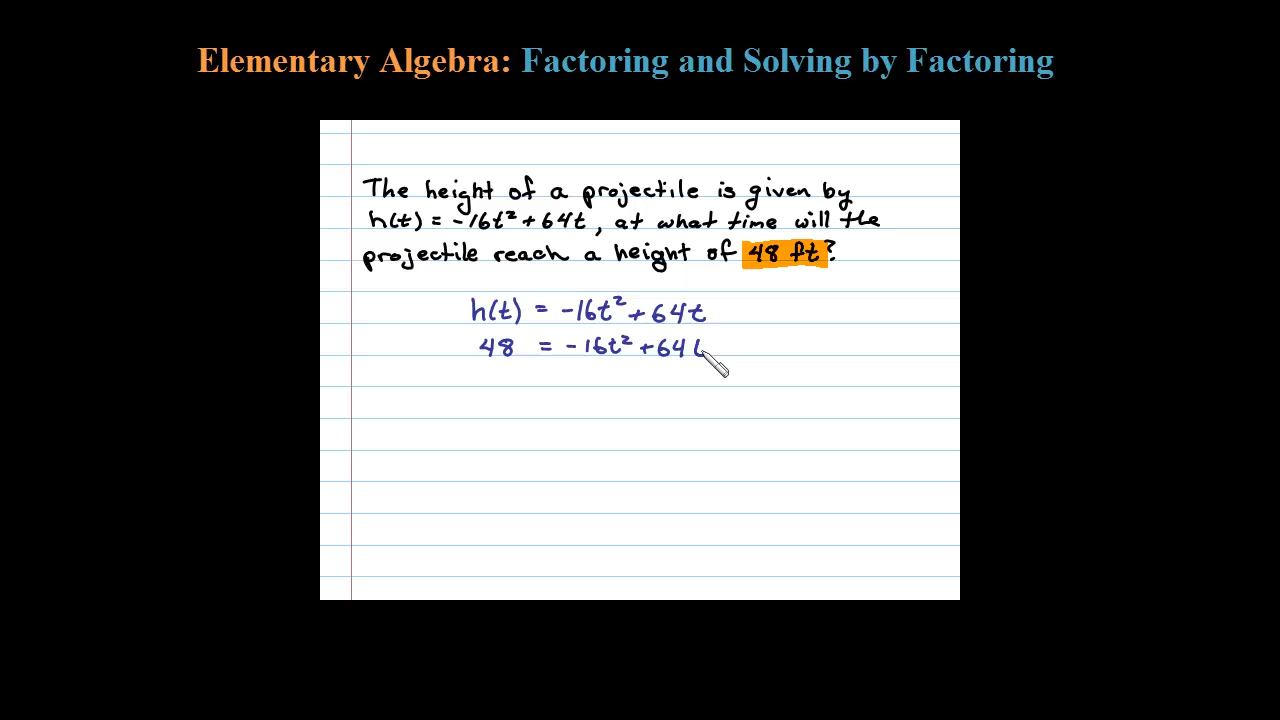 Elementary Algebra: Factoring and Solving by Factoring
The height of a projectile is given by
h(t) = -16t² + 64t, at what time will the
projectile reach a height of 48 ft?
h(t) = -16t² + 64t
48 = -16t² + 64t